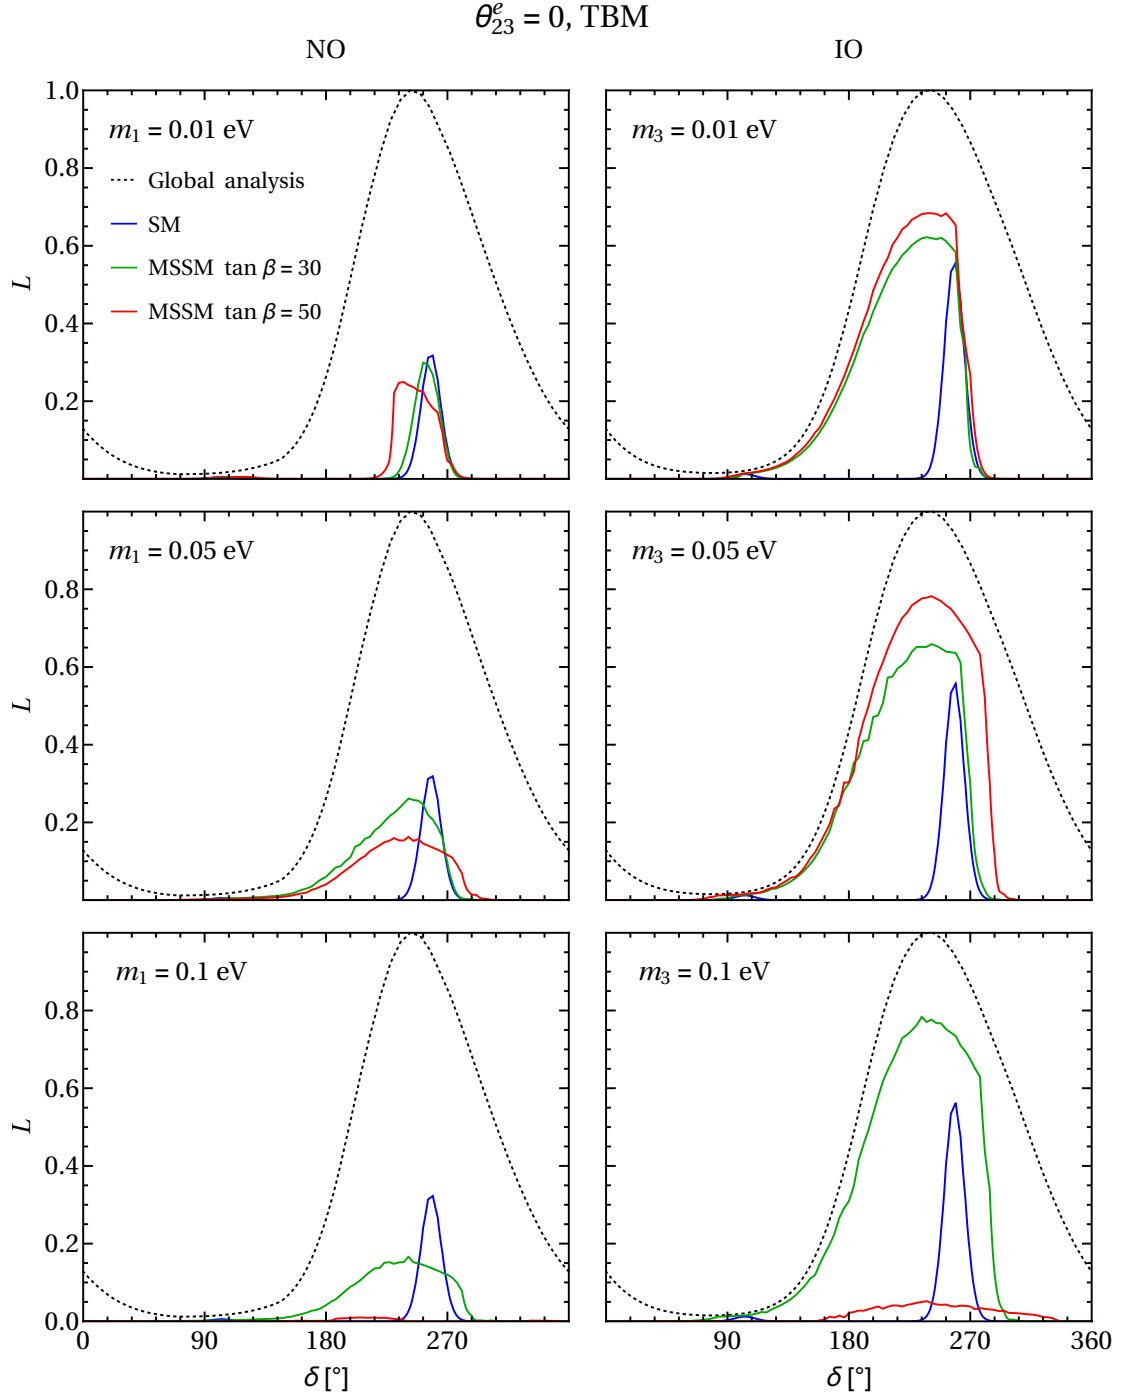 θᵉ₂₃ = 0, TBM
NO
IO
1.0
0.8
0.6
0.4
0.2
L
m₁ = 0.01 eV
Global analysis
SM
MSSM tan β = 30
MSSM tan β = 50
m₃ = 0.01 eV
0.8
0.6
0.4
0.2
L
m₁ = 0.05 eV
m₃ = 0.05 eV
0.8
0.6
0.4
0.2
0.0
L
m₁ = 0.1 eV
m₃ = 0.1 eV
0 90 180 270
90 180 270 360
δ [°]
δ [°]